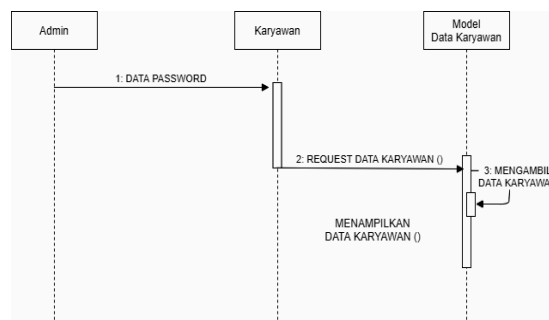 Admin
Karyawan
Model
Data Karyawan
1: DATA PASSWORD
2: REQUEST DATA KARYAWAN ()
3: MENGAMBIL
DATA KARYAWA
MENAMPILKAN
DATA KARYAWAN ()